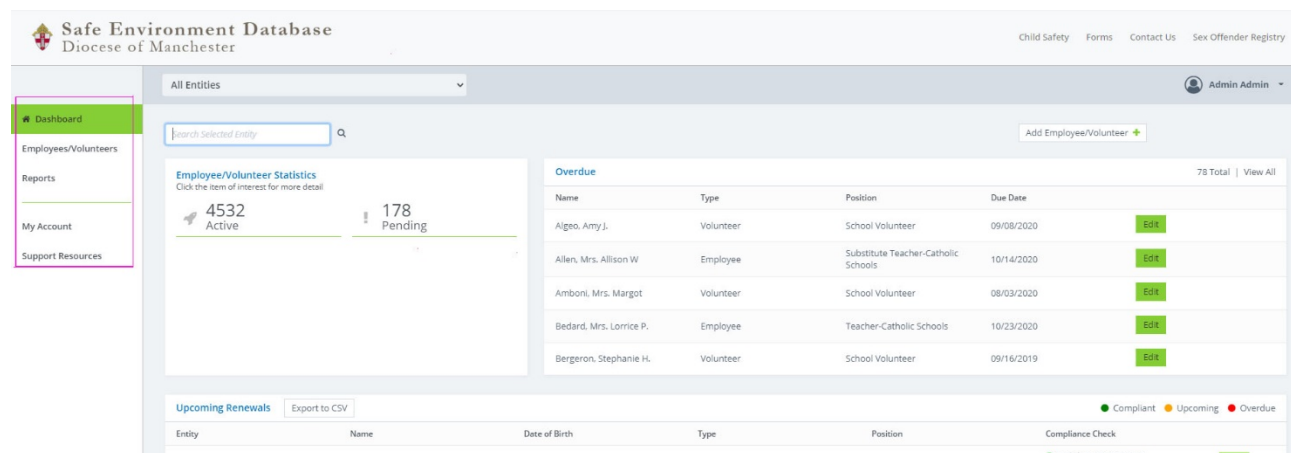 Safe Environment Database
Diocese of Manchester
Child Safety Forms Contact Us Sex Offender Registry
All Entities
Admin Admin
Dashboard
Employees/Volunteers
Reports
My Account
Support Resources
Search Selected Entity
Add Employee/Volunteer +
Employee/Volunteer Statistics
Click the item of interest for more detail
4532
Active
178
Pending
Overdue 78 Total | View All
Name Type Position Due Date
Algeo, Amy J. Volunteer School Volunteer 09/08/2020 Edit
Allen, Mrs. Allison W Employee Substitute Teacher-Catholic Schools 10/14/2020 Edit
Amboni, Mrs. Margot Volunteer School Volunteer 08/03/2020 Edit
Bedard, Mrs. Lorrice P. Employee Teacher-Catholic Schools 10/23/2020 Edit
Bergeron, Stephanie H. Volunteer School Volunteer 09/16/2019 Edit
Upcoming Renewals Export to CSV Compliant Upcoming Overdue
Entity Name Date of Birth Type Position Compliance Check